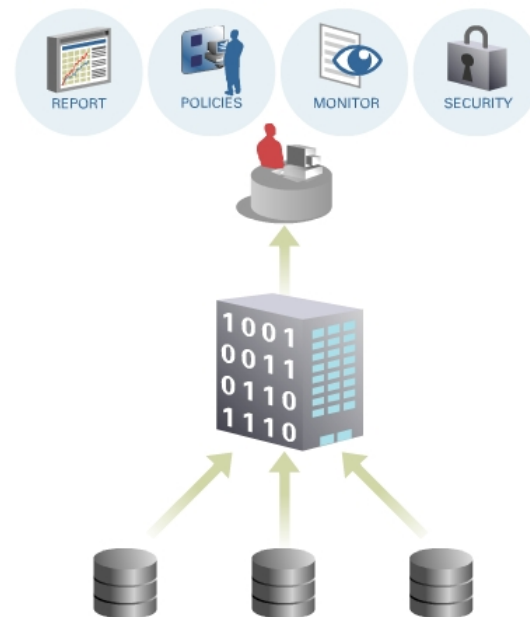 REPORT
POLICIES
MONITOR
SECURITY
1001
0011
0110
1110